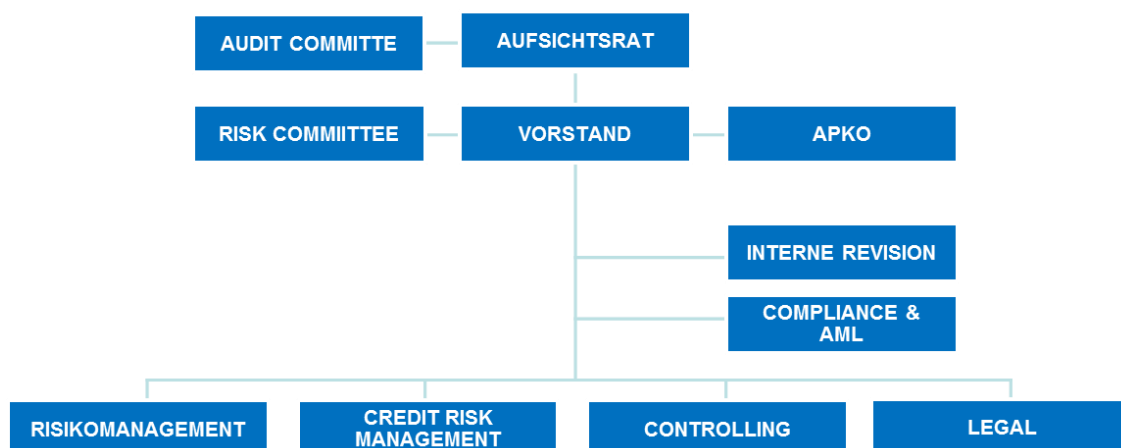 AUDIT COMMITTE
AUFSICHTSRAT
RISK COMMIITTEE
VORSTAND
APKO
INTERNE REVISION
COMPLIANCE &
AML
RISIKOMANAGEMENT
CREDIT RISK
MANAGEMENT
CONTROLLING
LEGAL